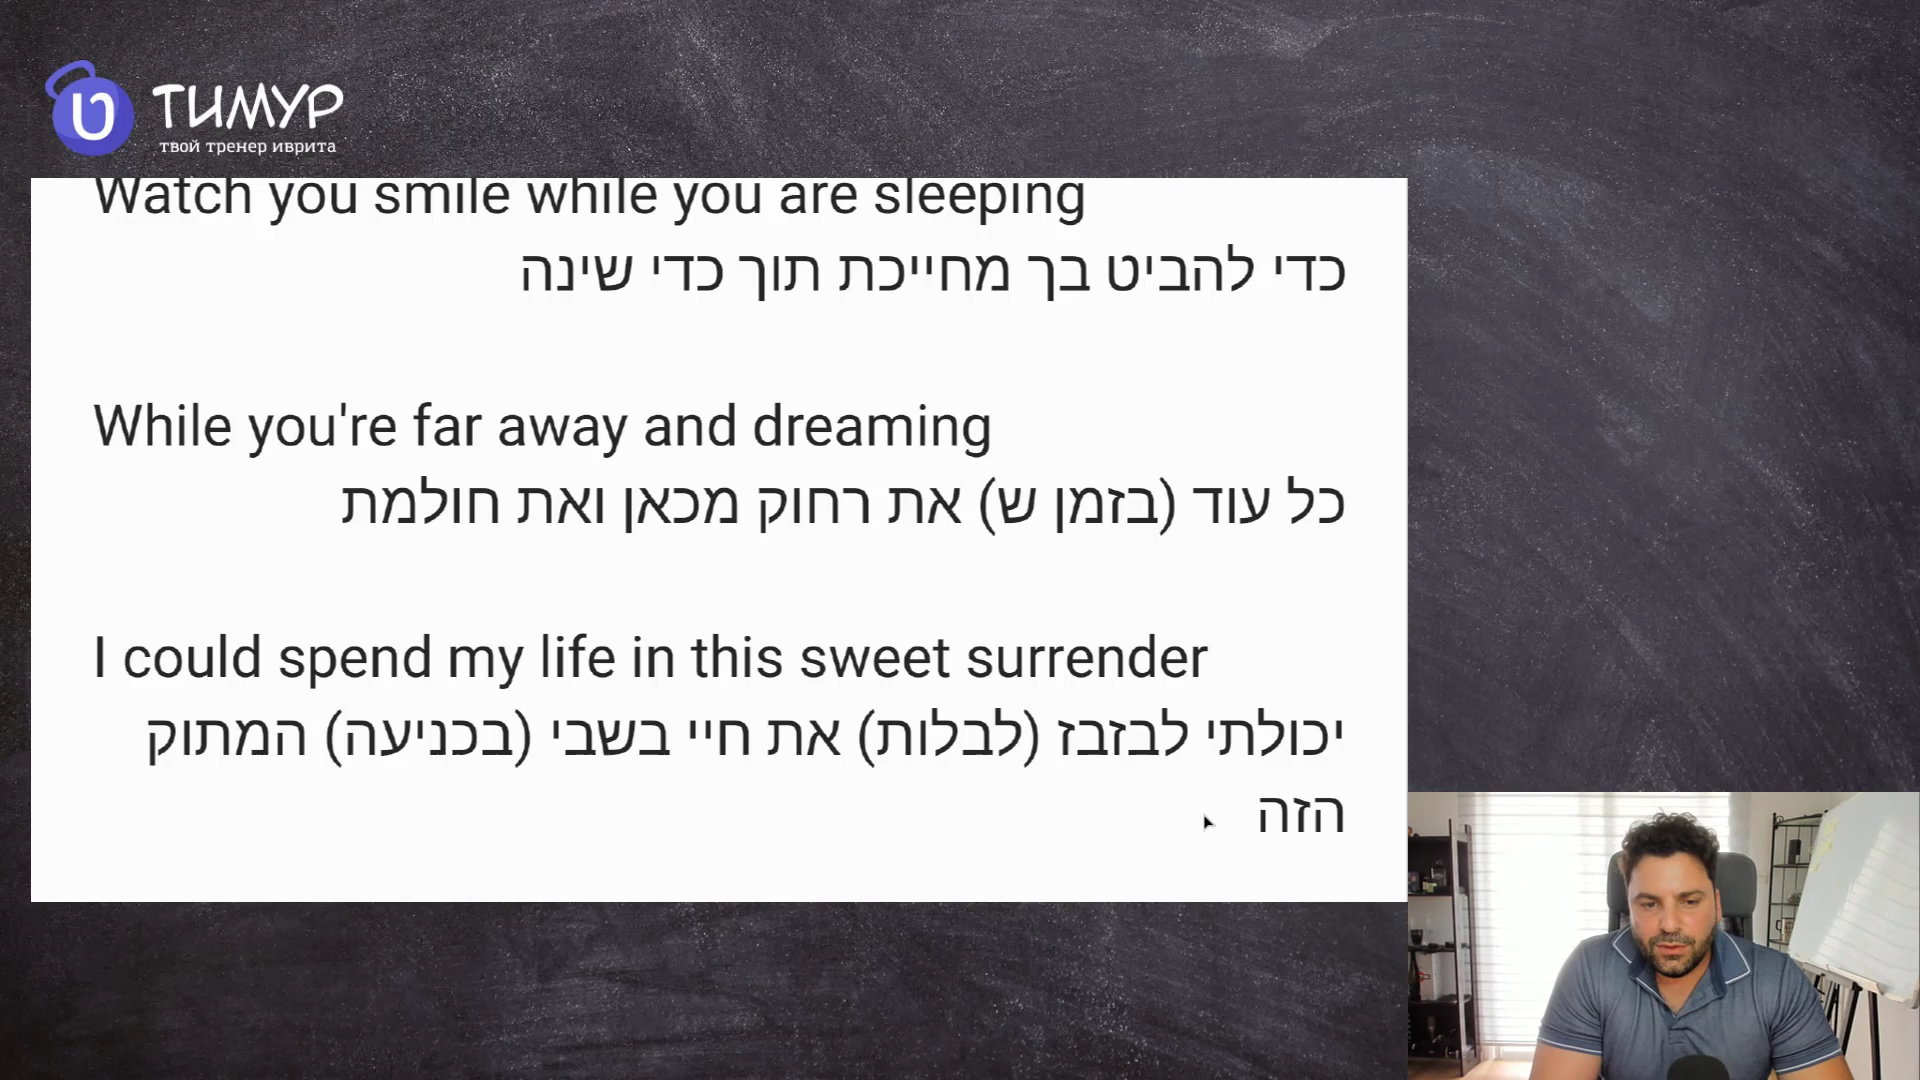 ТИМУР
твой тренер иврита
Watch you smile while you are sleeping
כדי להביט בך מחייכת תוך כדי שינה
While you're far away and dreaming
כל עוד (בזמן ש) את רחוק מכאן ואת חולמת
I could spend my life in this sweet surrender
יכולתי לבזבז (לבלות) את חיי בשבי (בכניעה) המתוק
הזה